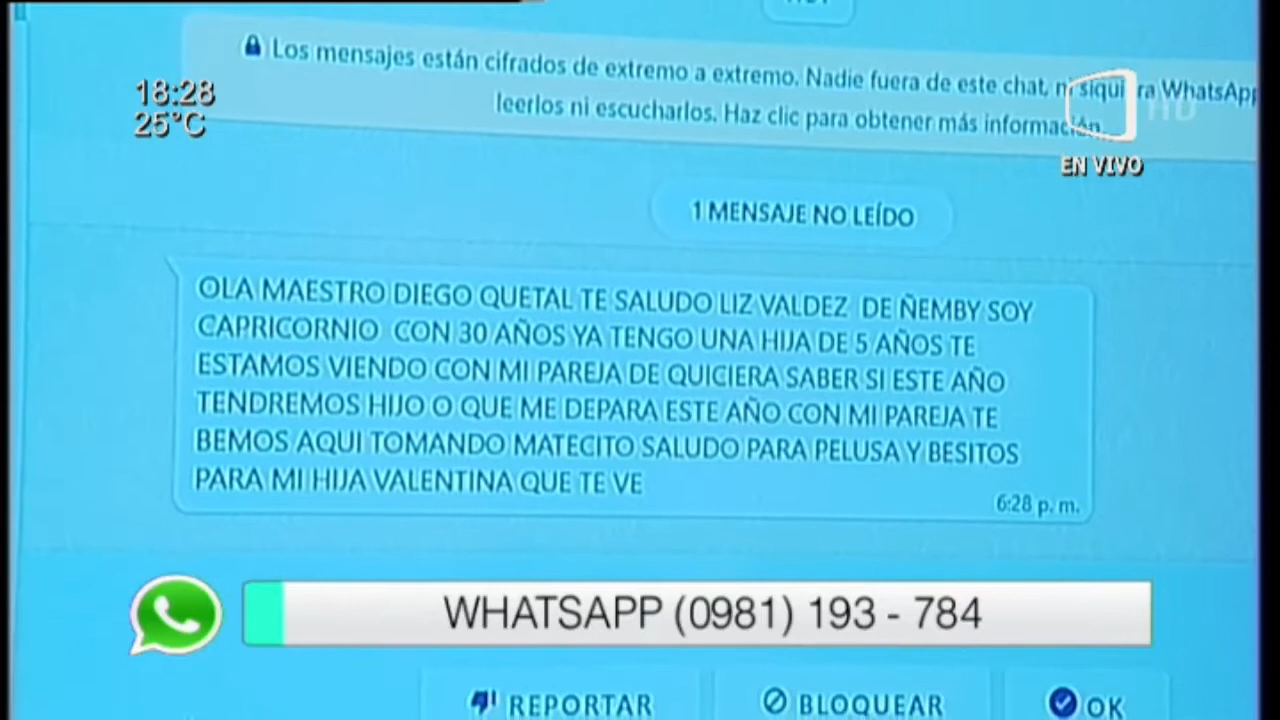 Los mensajes están cifrados de extremo a extremo. Nadie fuera de este chat, ni siquiera WhatsApp
leerlos ni escucharlos. Haz clic para obtener más información.
18:28
25°C
HD
EN VIVO
1 MENSAJE NO LEÍDO
OLA MAESTRO DIEGO QUETAL TE SALUDO LIZ VALDEZ DE ÑEMBY SOY
CAPRICORNIO CON 30 AÑOS YA TENGO UNA HIJA DE 5 AÑOS TE
ESTAMOS VIENDO CON MI PAREJA DE QUICIERA SABER SI ESTE AÑO
TENDREMOS HIJO O QUE ME DEPARA ESTE AÑO CON MI PAREJA TE
BEMOS AQUI TOMANDO MATECITO SALUDO PARA PELUSA Y BESITOS
PARA MI HIJA VALENTINA QUE TE VE
6:28 p. m.
WHATSAPP (0981) 193 - 784
REPORTAR
BLOQUEAR
OK